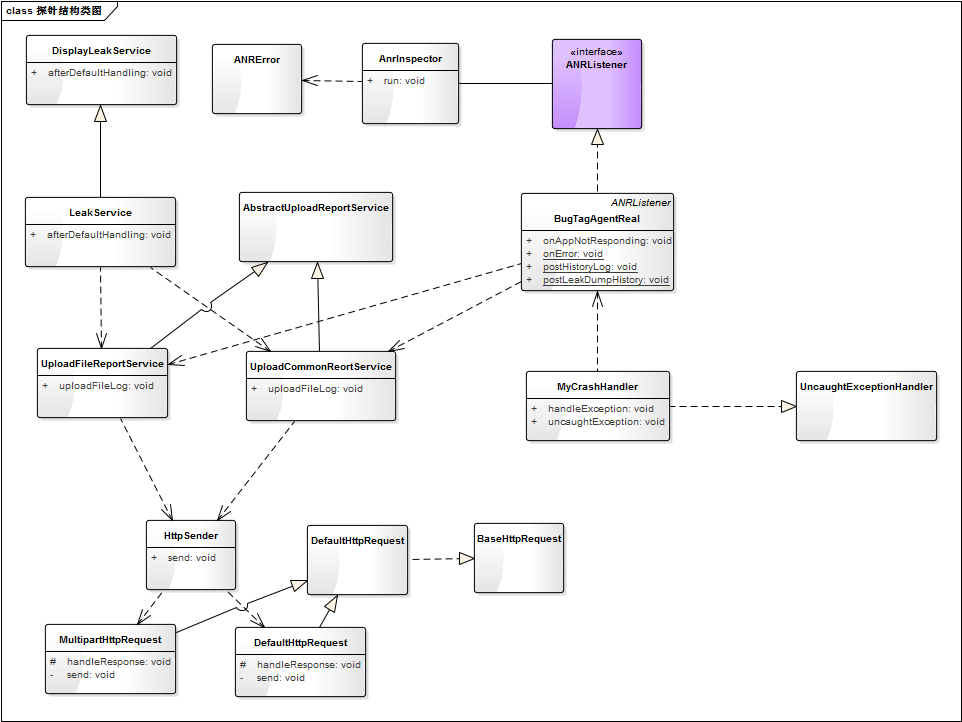 class 探针结构类图
DisplayLeakService
+ afterDefaultHandling: void
ANRError
AnrInspector
+ run: void
«interface»
ANRListener
LeakService
+ afterDefaultHandling: void
AbstractUploadReportService
ANRListener
BugTagAgentReal
+ onAppNotResponding: void
+ onError: void
+ postHistoryLog: void
+ postLeakDumpHistory: void
UploadFileReportService
+ uploadFileLog: void
UploadCommonReortService
+ uploadFileLog: void
MyCrashHandler
+ handleException: void
+ uncaughtException: void
UncaughtExceptionHandler
HttpSender
+ send: void
DefaultHttpRequest
BaseHttpRequest
MultipartHttpRequest
# handleResponse: void
- send: void
DefaultHttpRequest
# handleResponse: void
- send: void